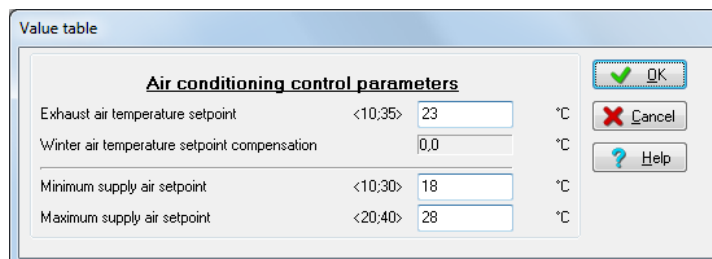 Value table
Air conditioning control parameters
Exhaust air temperature setpoint <10;35> 23 °C
Winter air temperature setpoint compensation 0,0 °C
Minimum supply air setpoint <10;30> 18 °C
Maximum supply air setpoint <20;40> 28 °C
OK
Cancel
Help